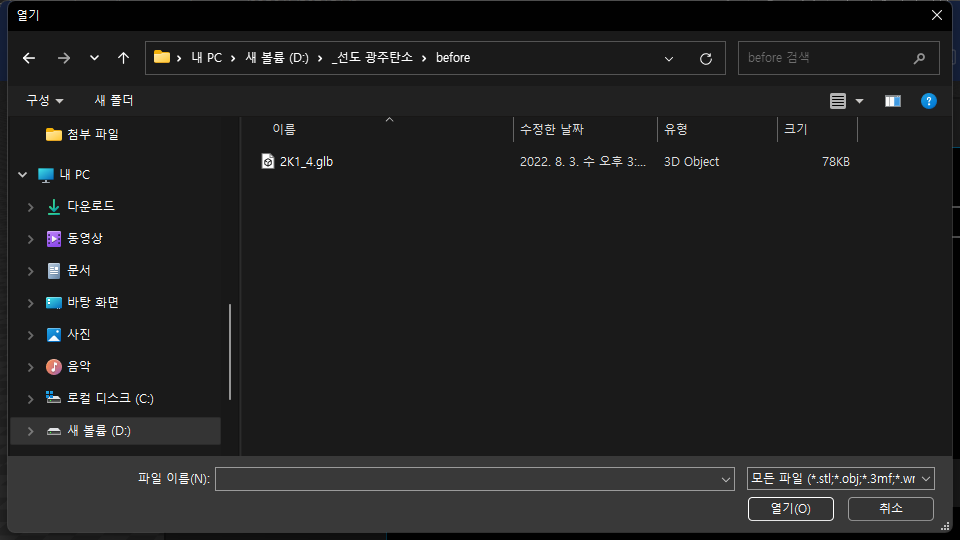 열기
내 PC › 새 볼륨 (D:) › _선도 광주탄소 › before
before 검색
구성 새 폴더
첨부 파일
내 PC
다운로드
동영상
문서
바탕 화면
사진
음악
로컬 디스크 (C:)
새 볼륨 (D:)
이름 수정한 날짜 유형 크기
2K1_4.glb 2022. 8. 3. 수 오후 3:... 3D Object 78KB
파일 이름(N):
모든 파일 (*.stl;*.obj;*.3mf;*.wr
열기(O) 취소